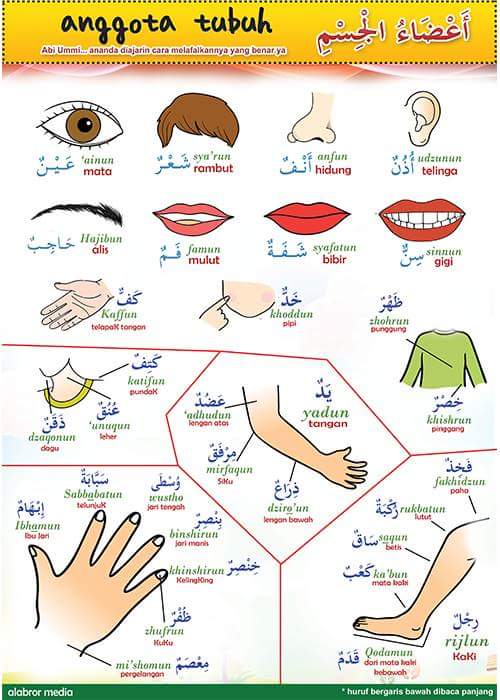 anggota tubuh
أَعْضَاءُ الْجِسْمِ
Abi Ummi... ananda diajarin cara melafalkannya yang benar ya
عَيْنٌ
'ainun
mata
شَعْرٌ
sya'run
rambut
أَنْفٌ
anfun
hidung
أُذُنٌ
udzunun
telinga
حَاجِبٌ
Hajibun
alis
فَمٌ
famun
mulut
شَفَةٌ
syafatun
bibir
سِنٌّ
sinnun
gigi
كَفٌّ
Kaffun
telapak tangan
خَدٌّ
khoddun
pipi
ظَهْرٌ
zhohrun
punggung
خِصْرٌ
khishrun
pinggang
كَتِفٌ
katifun
pundak
عُنُقٌ
'unuqun
leher
ذَقَنٌ
dzaqonun
dagu
يَدٌ
yadun
tangan
عَضُدٌ
'adhudun
lengan atas
مِرْفَقٌ
mirfaqun
siku
ذِرَاعٌ
dziro'un
lengan bawah
سَبَّابَةٌ
Sabbabatun
telunjuk
وُسْطَى
wustho
jari tengah
إِبْهَامٌ
Ibhamun
Ibu jari
بِنْصِرٌ
binshirun
jari manis
خِنْصِرٌ
khinshirun
Kelingking
ظُفْرٌ
zhufrun
KuKu
مِعْصَمٌ
mi'shomun
pergelangan
فَخِذٌ
fakhidzun
paha
رُكْبَةٌ
rukbatun
lutut
سَاقٌ
saqun
betis
كَعْبٌ
ka'bun
mata kaki
رِجْلٌ
rijlun
KaKi
قَدَمٌ
Qodamun
dari mata kaki
kebawah
alabror media
* huruf bergaris bawah dibaca panjang